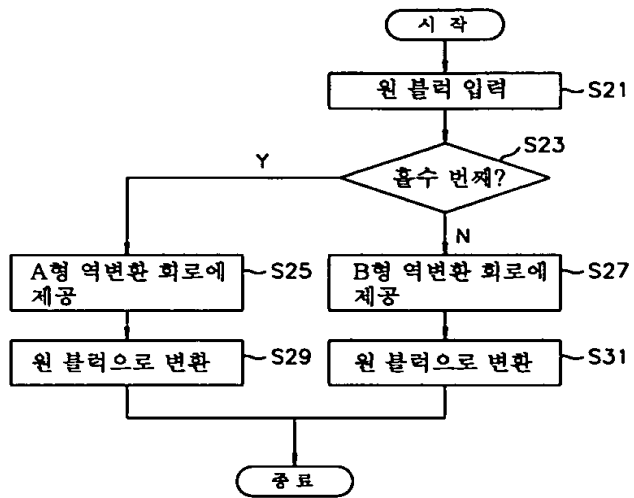 시 작
원 블럭 입력
S21
S23
홀수 번째?
Y
N
A형 역변환 회로에
제공
S25
B형 역변환 회로에
제공
S27
원 블럭으로 변환
S29
원 블럭으로 변환
S31
종 료